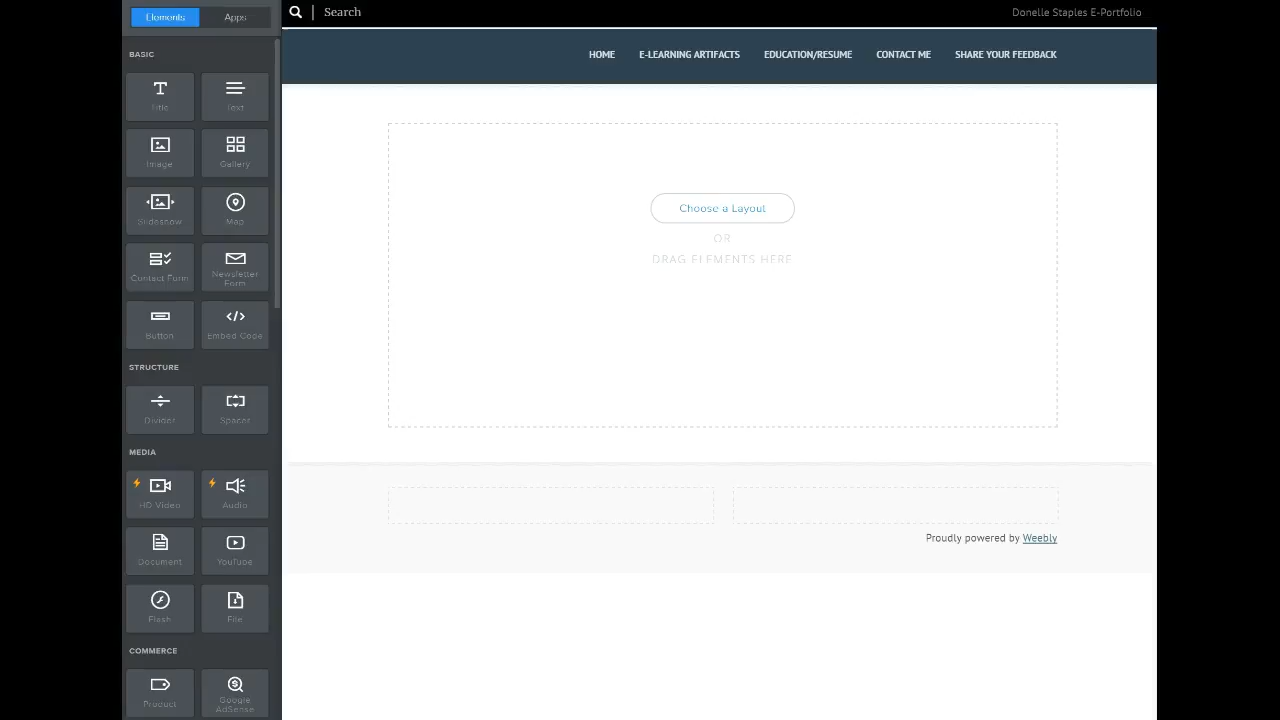 Elements Apps
BASIC
Title Text
Image Gallery
Slideshow Map
Contact Form Newsletter Form
Button Embed Code
STRUCTURE
Divider Spacer
MEDIA
HD Video Audio
Document YouTube
Flash File
COMMERCE
Product Google AdSense
Search Donelle Staples E-Portfolio
HOME E-LEARNING ARTIFACTS EDUCATION/RESUME CONTACT ME SHARE YOUR FEEDBACK
Choose a Layout
OR
DRAG ELEMENTS HERE
Proudly powered by Weebly